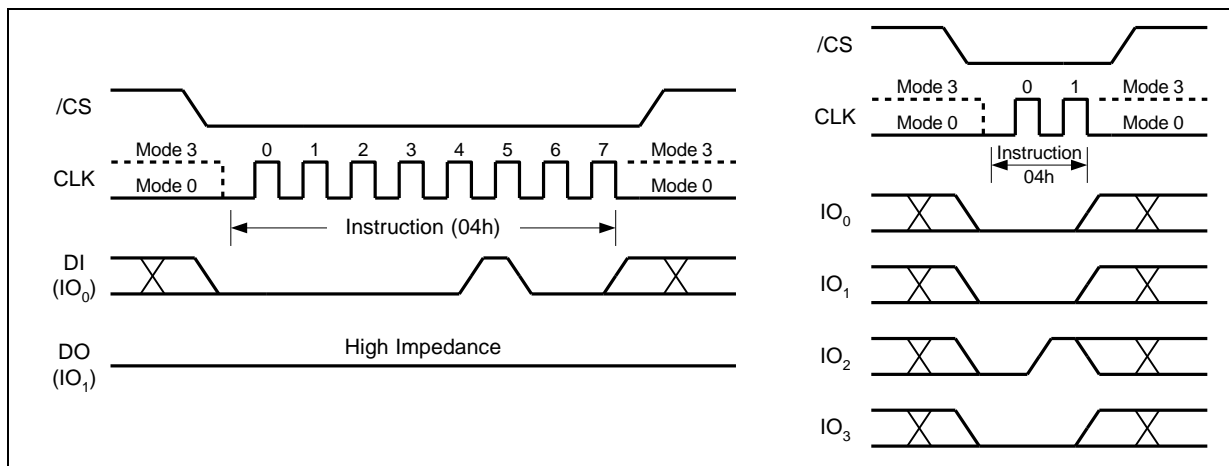 /CS
Mode 3 0 1 2 3 4 5 6 7 Mode 3
CLK Mode 0 Mode 0
Instruction (04h)
DI
(IO0)
High Impedance
DO
(IO1)
/CS
Mode 3 0 1 Mode 3
CLK Mode 0 Mode 0
Instruction
04h
IO0
IO1
IO2
IO3